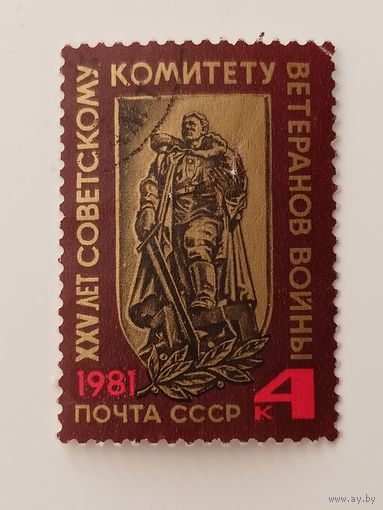 XXV ЛЕТ СОВЕТСКОМУ
КОМИТЕТУ
ВЕТЕРАНОВ ВОЙНЫ
1981
4
К
ПОЧТА СССР
www.ay.by